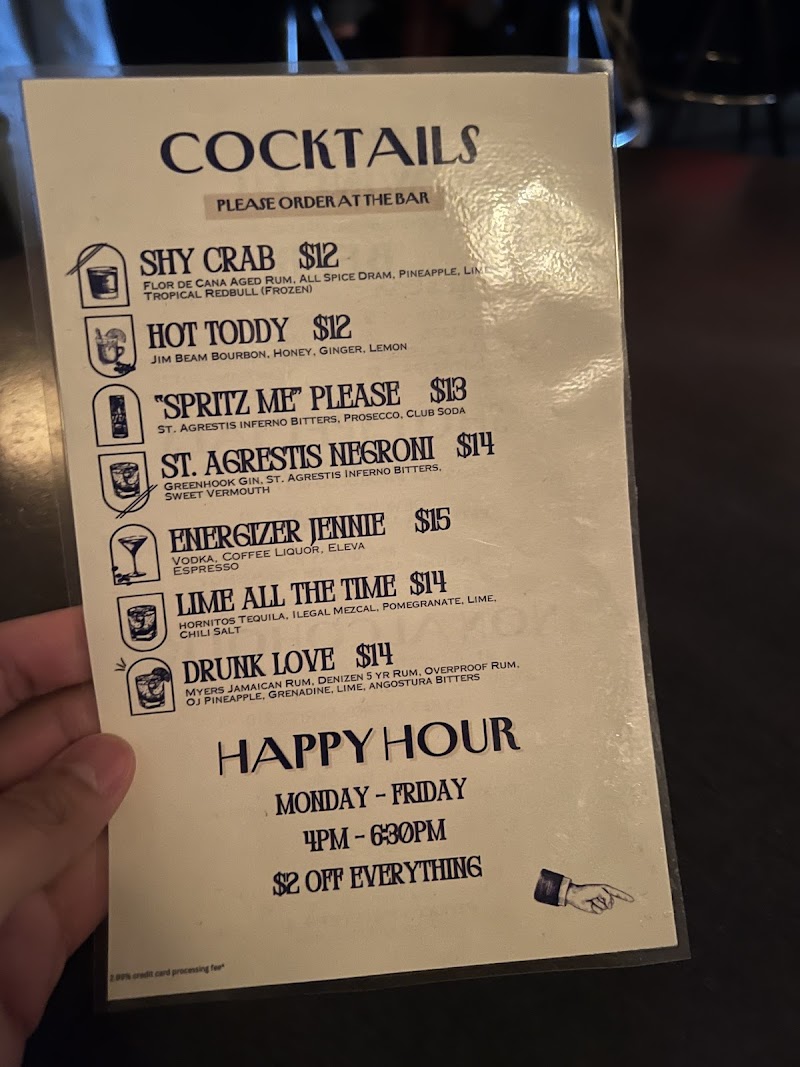 COCKTAILS
PLEASE ORDER AT THE BAR
SHY CRAB $12
FLOR DE CANA AGED RUM, ALL SPICE DRAM, PINEAPPLE,
TROPICAL REDBULL (FROZEN)
HOT TODDY $12
JIM BEAM BOURBON, HONEY, GINGER, LEMON
"SPRITZ ME" PLEASE $13
ST. AGRESTIS INFERNO BITTERS, PROSECCO, CLUB SODA
ST. AGRESTIS NEGRONI $14
GREENHOOK GIN, ST. AGRESTIS INFERNO BITTERS,
SWEET VERMOUTH
ENERGIZER JENNIE $15
VODKA, COFFEE LIQUOR, ELEVA
ESPRESSO
LIME ALL THE TIME $14
HORNITOS TEQUILA, ILEGAL MEZCAL, POMEGRANATE, LIME,
CHILI SALT
DRUNK LOVE $14
MYERS JAMAICAN RUM, DENIZEN 5 YR RUM, OVERPROOF RUM,
OJ PINEAPPLE, GRENADINE, LIME, ANGOSTURA BITTERS
HAPPY HOUR
MONDAY - FRIDAY
4PM - 6:30PM
$2 OFF EVERYTHING
credit card processing fee*